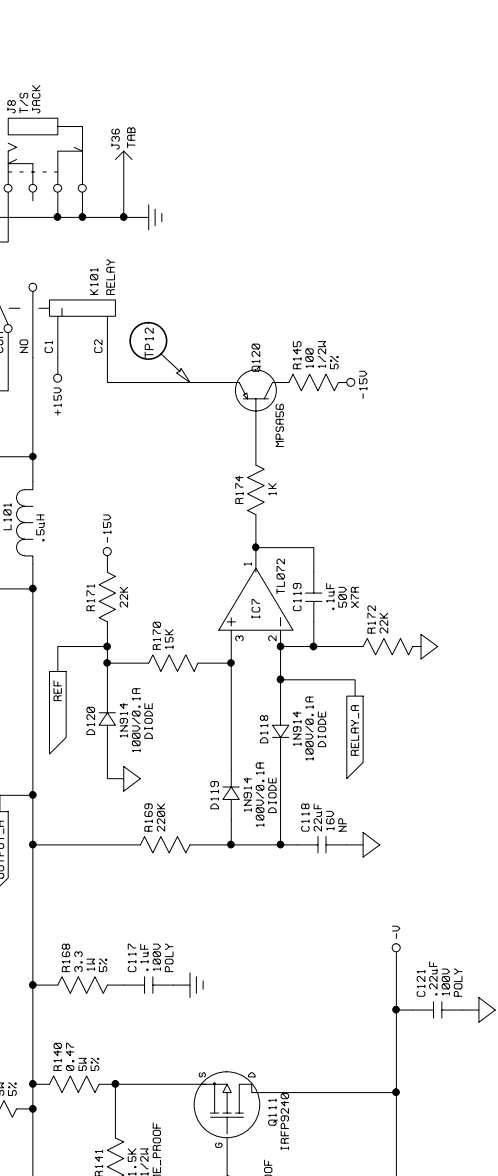 J8
T/S
JACK
J36
TAB
K101
RELAY
NO
C1
C2
+15V
TP12
Q120
MPSA56
R145
100
1/2W
5%
-15V
L101
.5uH
R174
1K
-15V
R171
22K
R170
15K
REF
1
IC7
TL072
+
-
3
2
C119
.1uF
50V
X7R
R172
22K
D120
1N914
100V/0.1A
DIODE
D118
1N914
100V/0.1A
DIODE
RELAY_A
D119
1N914
100V/0.1A
DIODE
R169
220K
C118
22uF
16V
NP
R168
3.3
1W
5%
C117
.1uF
100V
POLY
-V
C121
.22uF
100V
POLY
R140
0.47
5W
5%
5%
S
D
G
Q111
IRFP9240
R141
1.5K
1/2W